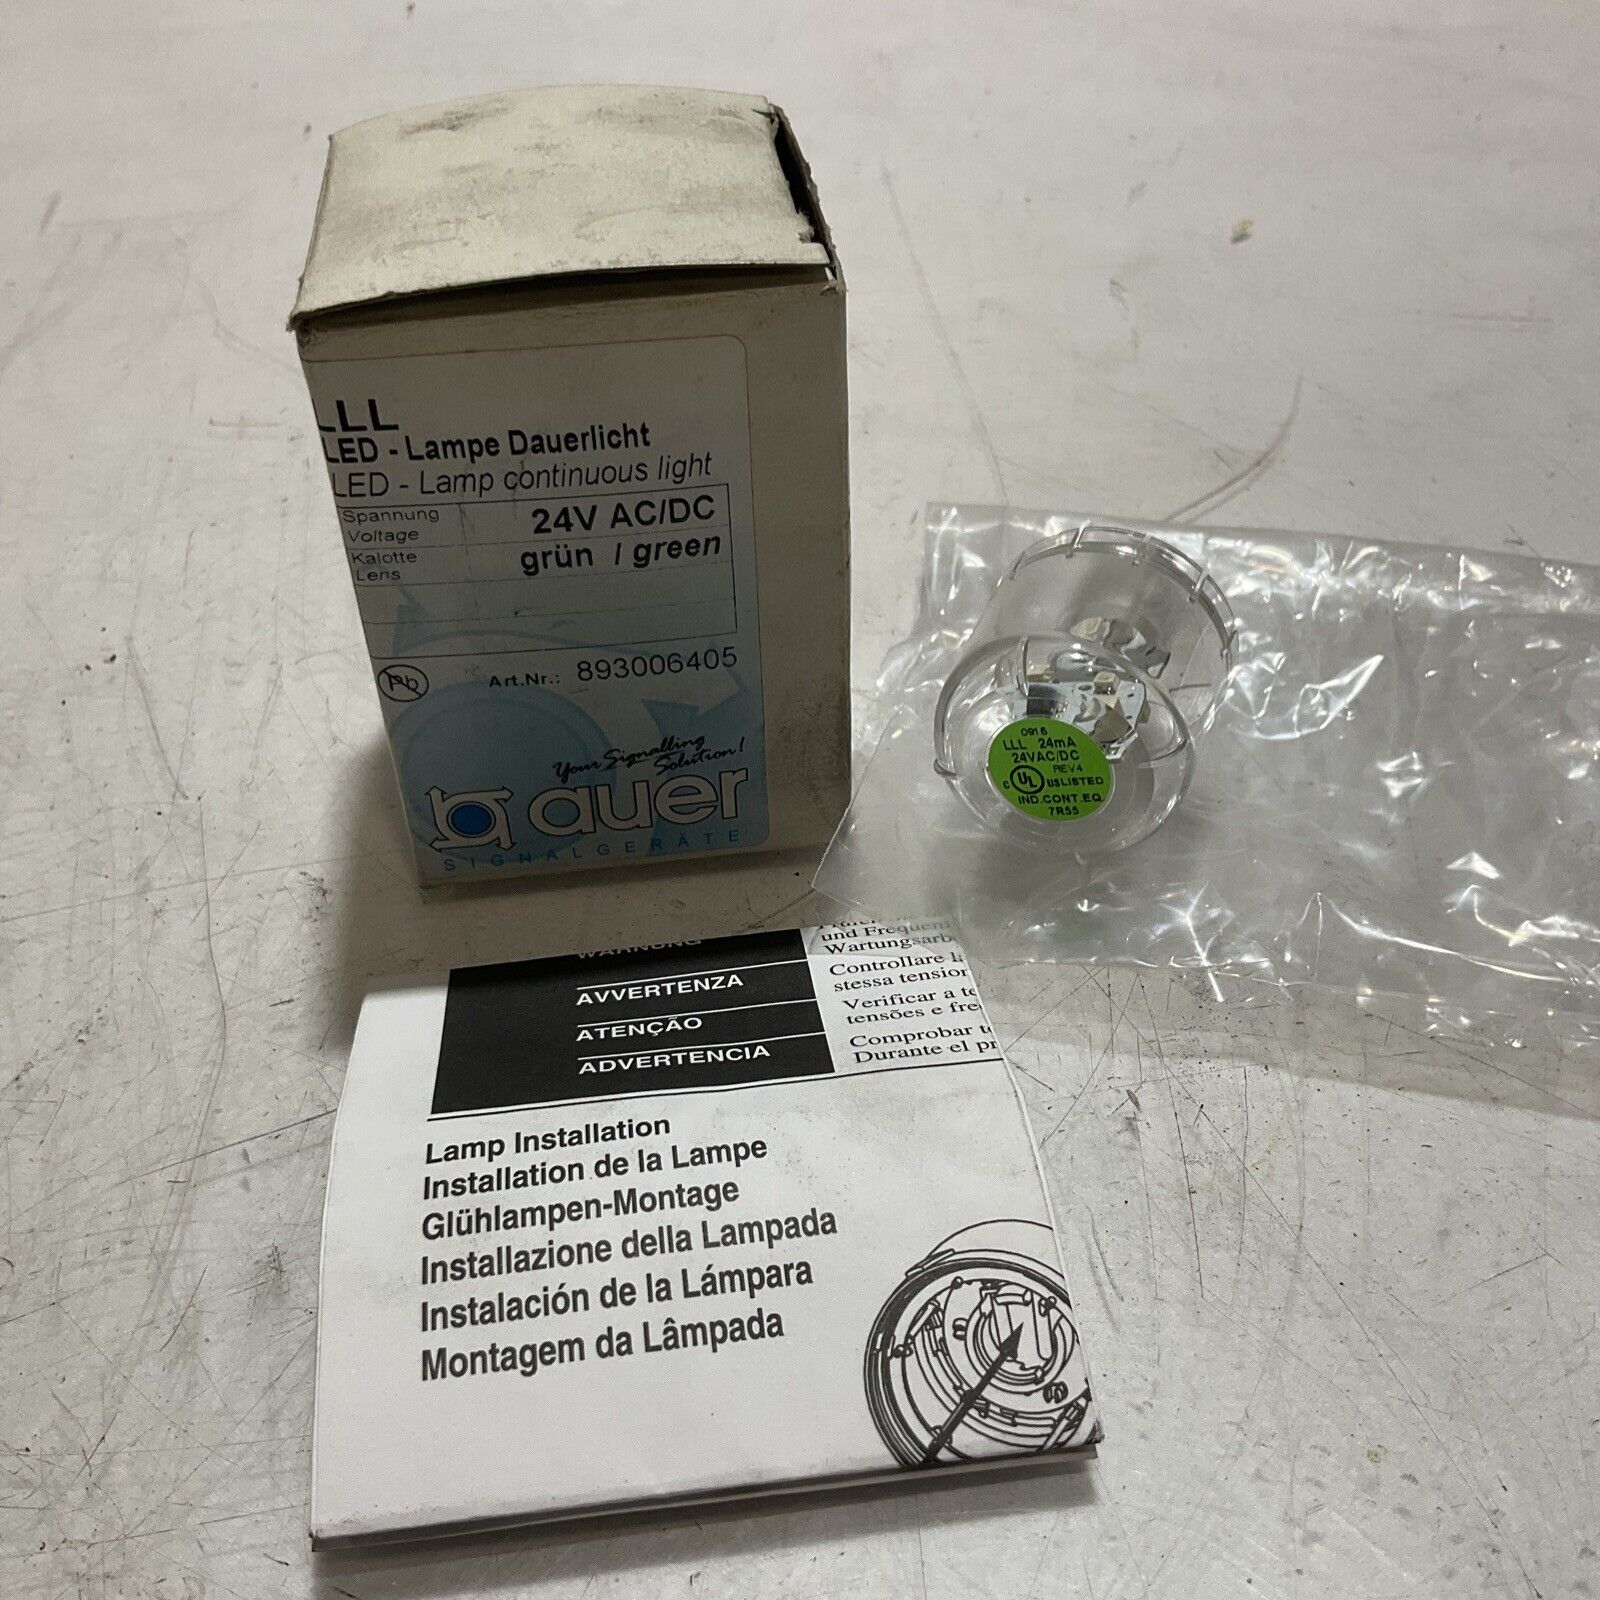 LLL
LED - Lampe Dauerlicht
LED - Lamp continuous light
Spannung
Voltage
24V AC/DC
Kalotte
Lens
grün / green
Pb
Art.Nr.: 893006405
Your Signalling
Solution!
auer
SIGNALGERÄTE
0916
LLL 24mA
24VAC/DC
REV4
C UL US LISTED
IND.CONT.EQ.
7R55
WARNUNG
AVVERTENZA
ATENÇÃO
ADVERTENCIA
und Frequen
Wartungsarb
Controllare l
stessa tension
Verificar a te
tensões e fre
Comprobar t
Durante el pr
Lamp Installation
Installation de la Lampe
Glühlampen-Montage
Installazione della Lampada
Instalación de la Lámpara
Montagem da Lâmpada